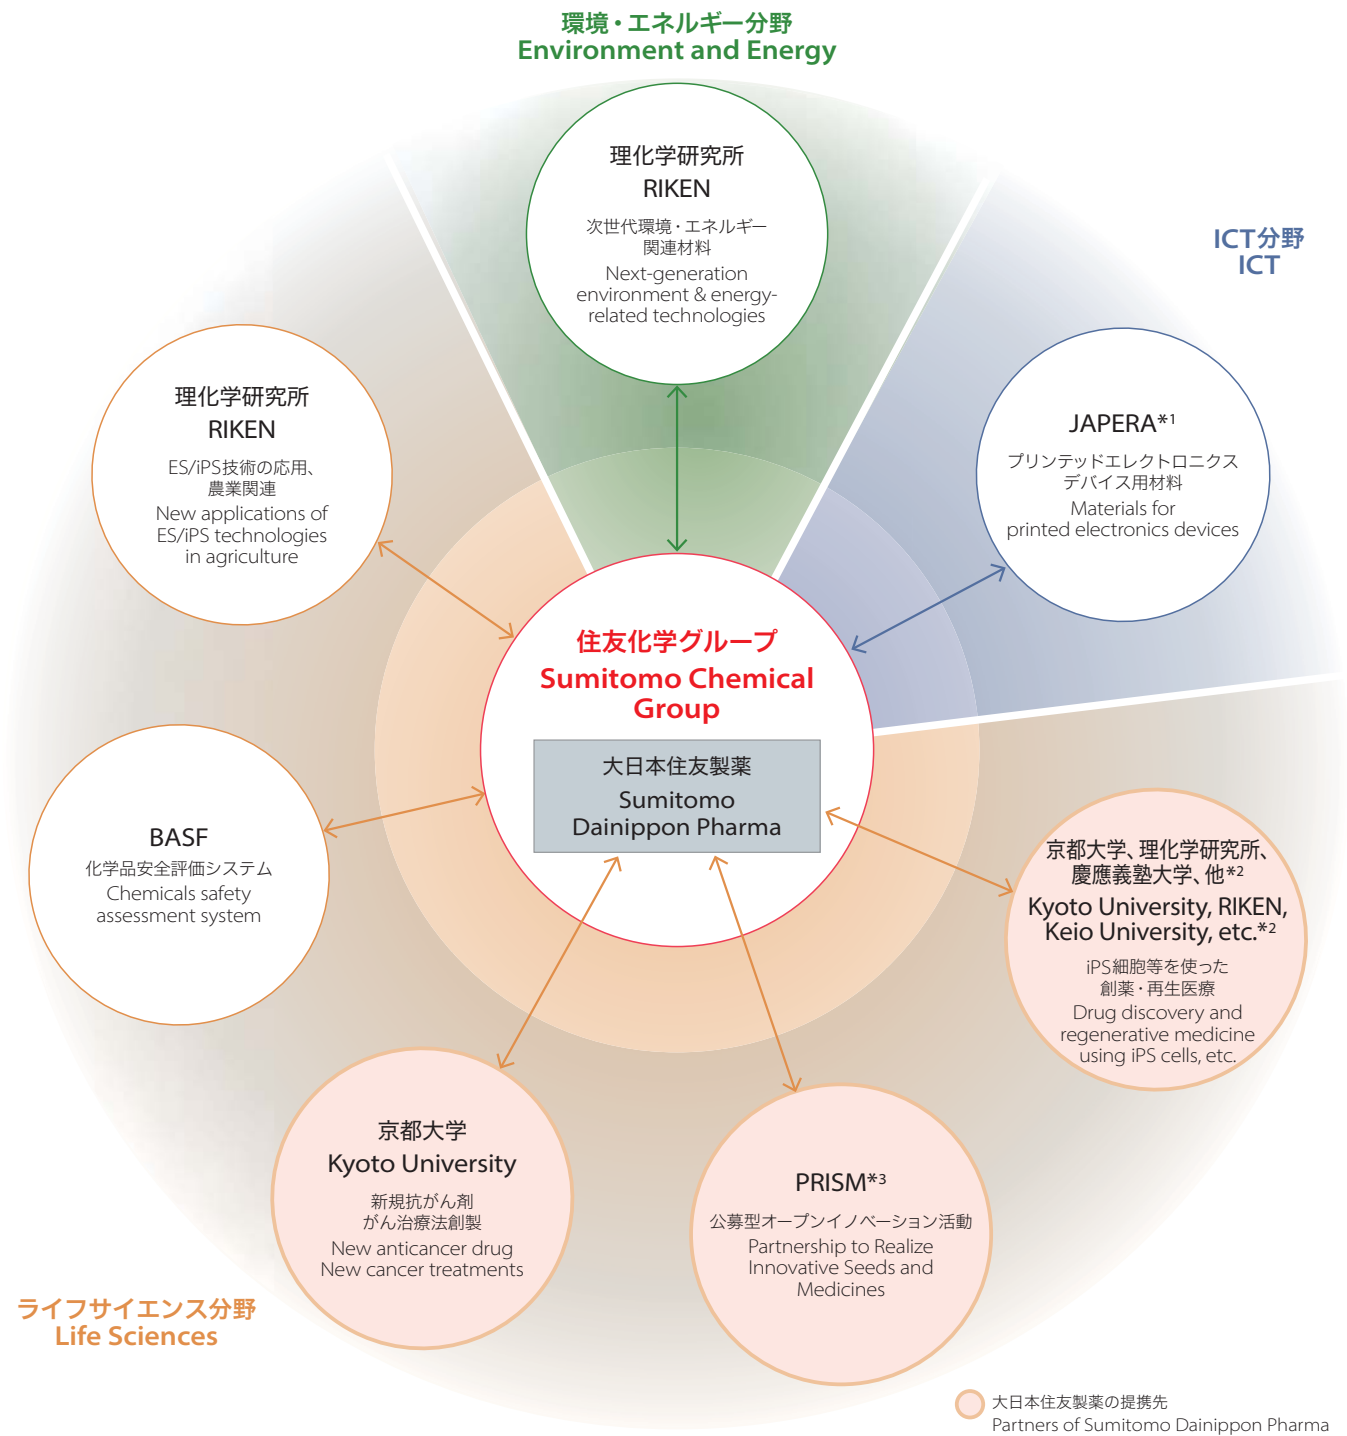 環境・エネルギー分野
Environment and Energy
理化学研究所
RIKEN
次世代環境・エネルギー
関連材料
Next-generation
environment & energy-
related technologies
ICT分野
ICT
JAPERA*1
プリンテッドエレクトロニクス
デバイス用材料
Materials for
printed electronics devices
理化学研究所
RIKEN
ES/iPS技術の応用、
農業関連
New applications of
ES/iPS technologies
in agriculture
住友化学グループ
Sumitomo Chemical
Group
大日本住友製薬
Sumitomo
Dainippon Pharma
BASF
化学品安全評価システム
Chemicals safety
assessment system
京都大学、理化学研究所、
慶應義塾大学、他*2
Kyoto University, RIKEN,
Keio University, etc.*2
iPS細胞等を使った
創薬・再生医療
Drug discovery and
regenerative medicine
using iPS cells, etc.
京都大学
Kyoto University
新規抗がん剤
がん治療法創製
New anticancer drug
New cancer treatments
PRISM*3
公募型オープンイノベーション活動
Partnership to Realize
Innovative Seeds and
Medicines
ライフサイエンス分野
Life Sciences
大日本住友製薬の提携先
Partners of Sumitomo Dainippon Pharma